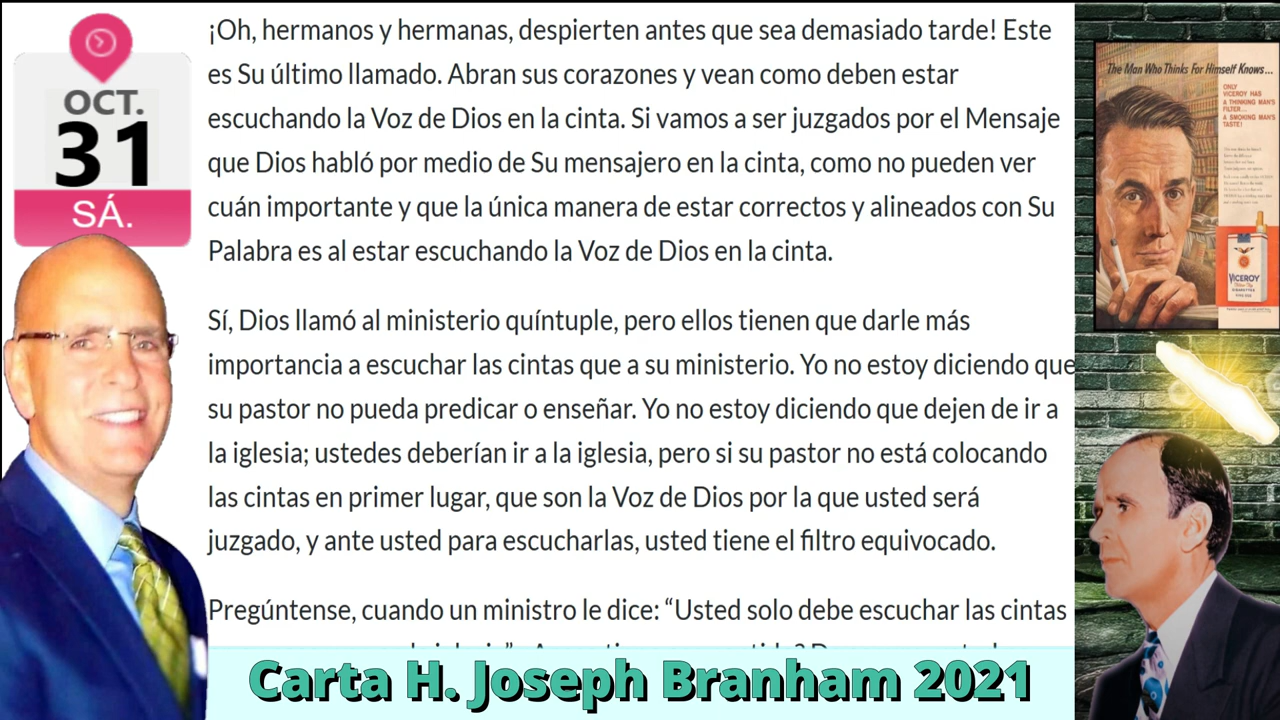 OCT.
31
SÁ.
¡Oh, hermanos y hermanas, despierten antes que sea demasiado tarde! Este
es Su último llamado. Abran sus corazones y vean como deben estar
escuchando la Voz de Dios en la cinta. Si vamos a ser juzgados por el Mensaje
que Dios habló por medio de Su mensajero en la cinta, como no pueden ver
cuán importante y que la única manera de estar correctos y alineados con Su
Palabra es al estar escuchando la Voz de Dios en la cinta.
Sí, Dios llamó al ministerio quíntuple, pero ellos tienen que darle más
importancia a escuchar las cintas que a su ministerio. Yo no estoy diciendo que
su pastor no pueda predicar o enseñar. Yo no estoy diciendo que dejen de ir a
la iglesia; ustedes deberían ir a la iglesia, pero si su pastor no está colocando
las cintas en primer lugar, que son la Voz de Dios por la que usted será
juzgado, y ante usted para escucharlas, usted tiene el filtro equivocado.
Pregúntense, cuando un ministro le dice: “Usted solo debe escuchar las cintas
Carta H. Joseph Branham 2021
The Man Who Thinks For Himself Knows...
ONLY
VICEROY HAS
A THINKING MAN'S
FILTER...
A SMOKING MAN'S
TASTE!
VICEROY